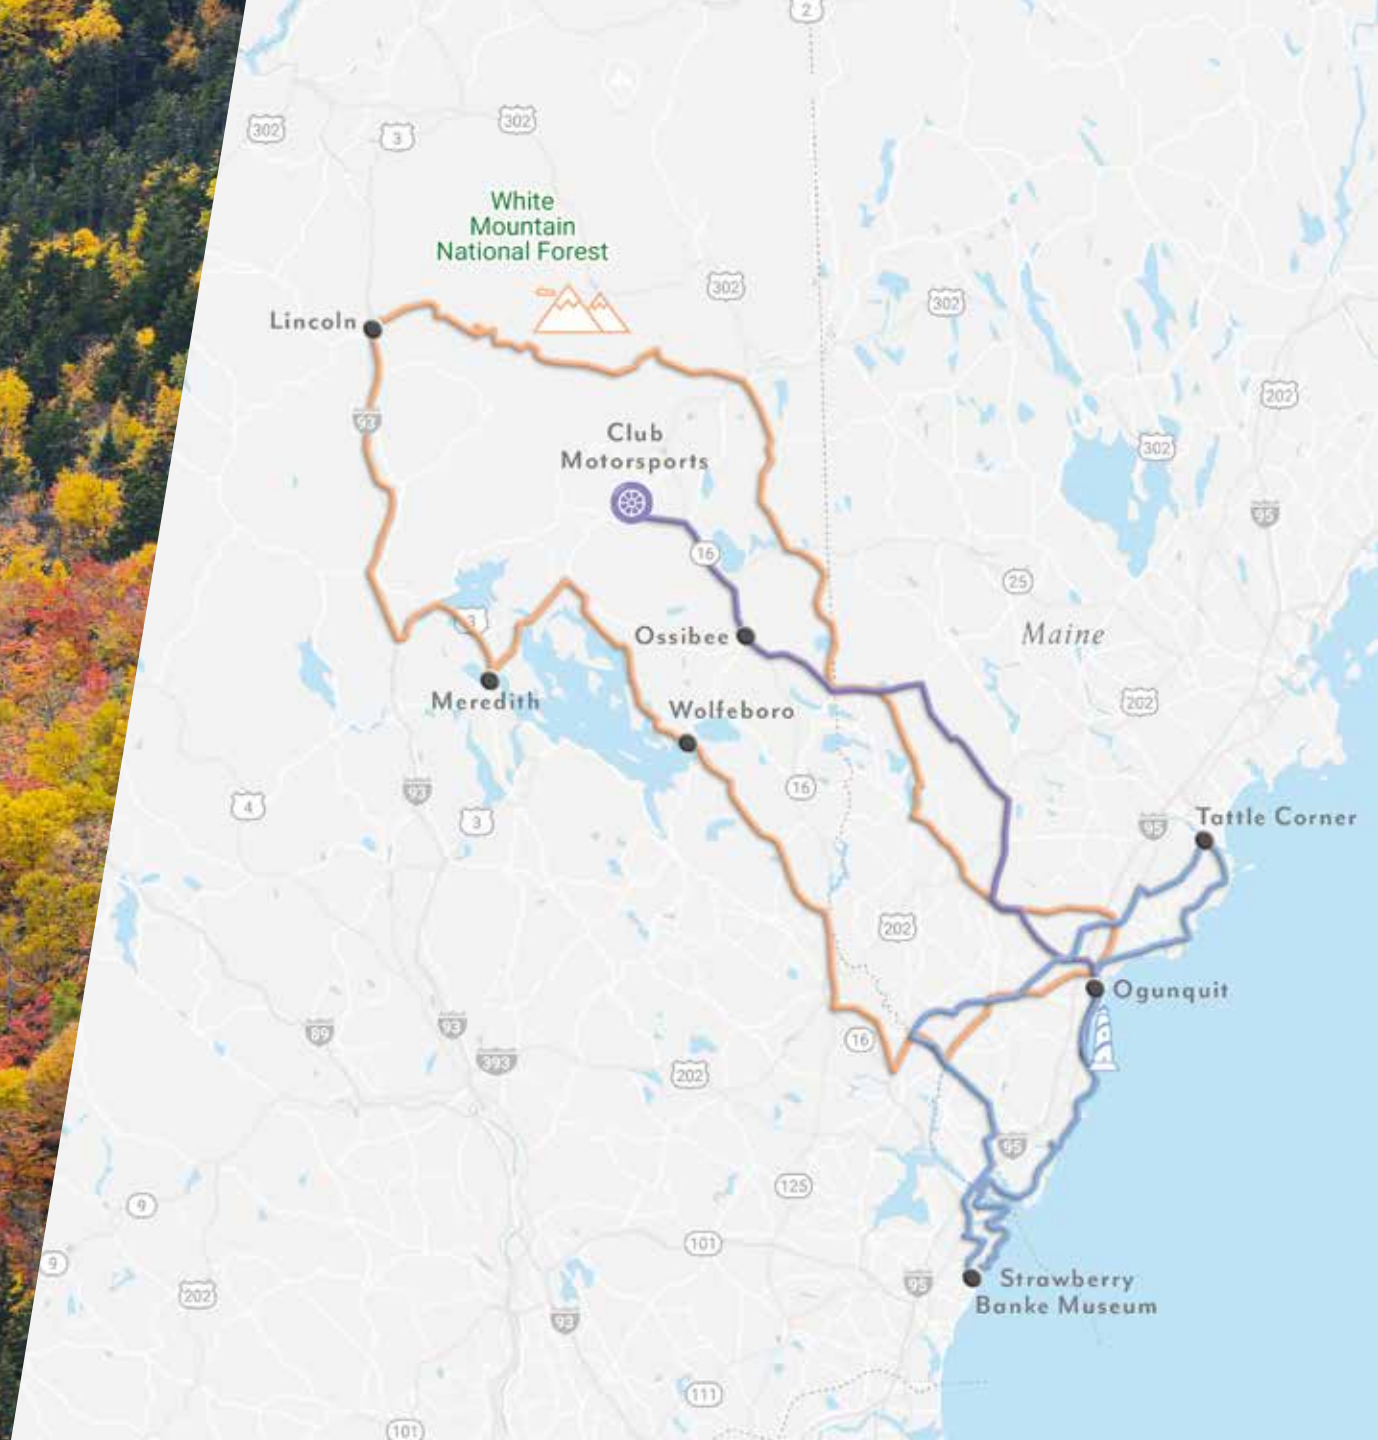 2
302
3
302
White
Mountain
National Forest
302
302
Lincoln
202
93
Club
Motorsports
302
95
16
25
3
Ossibee
Maine
Meredith
202
Wolfeboro
16
93
4
3
Tattle Corner
95
202
Ogunquit
89
93
16
393
202
95
125
9
101
9
Strawberry
Banke Museum
95
202
93
111
101